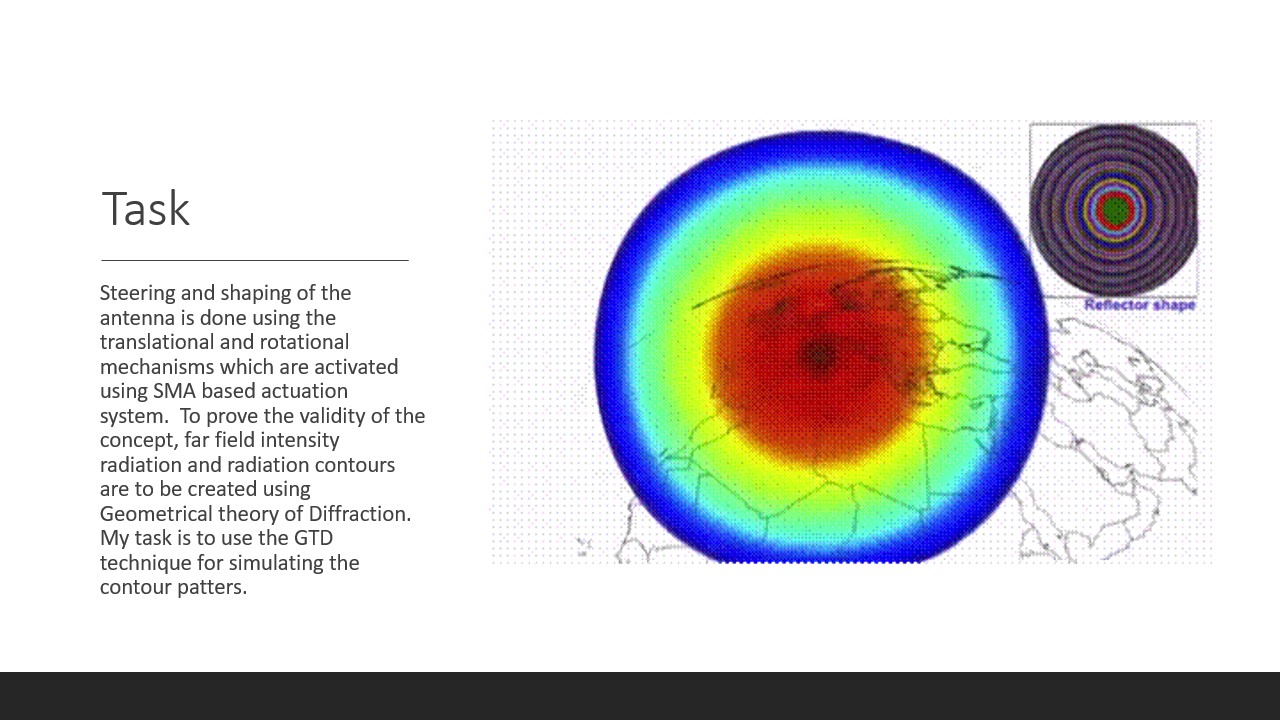 Task
Steering and shaping of the
antenna is done using the
translational and rotational
mechanisms which are activated
using SMA based actuation
system.  To prove the validity of the
concept, far field intensity
radiation and radiation contours
are to be created using
Geometrical theory of Diffraction.
My task is to use the GTD
technique for simulating the
contour patters.
Reflector shape